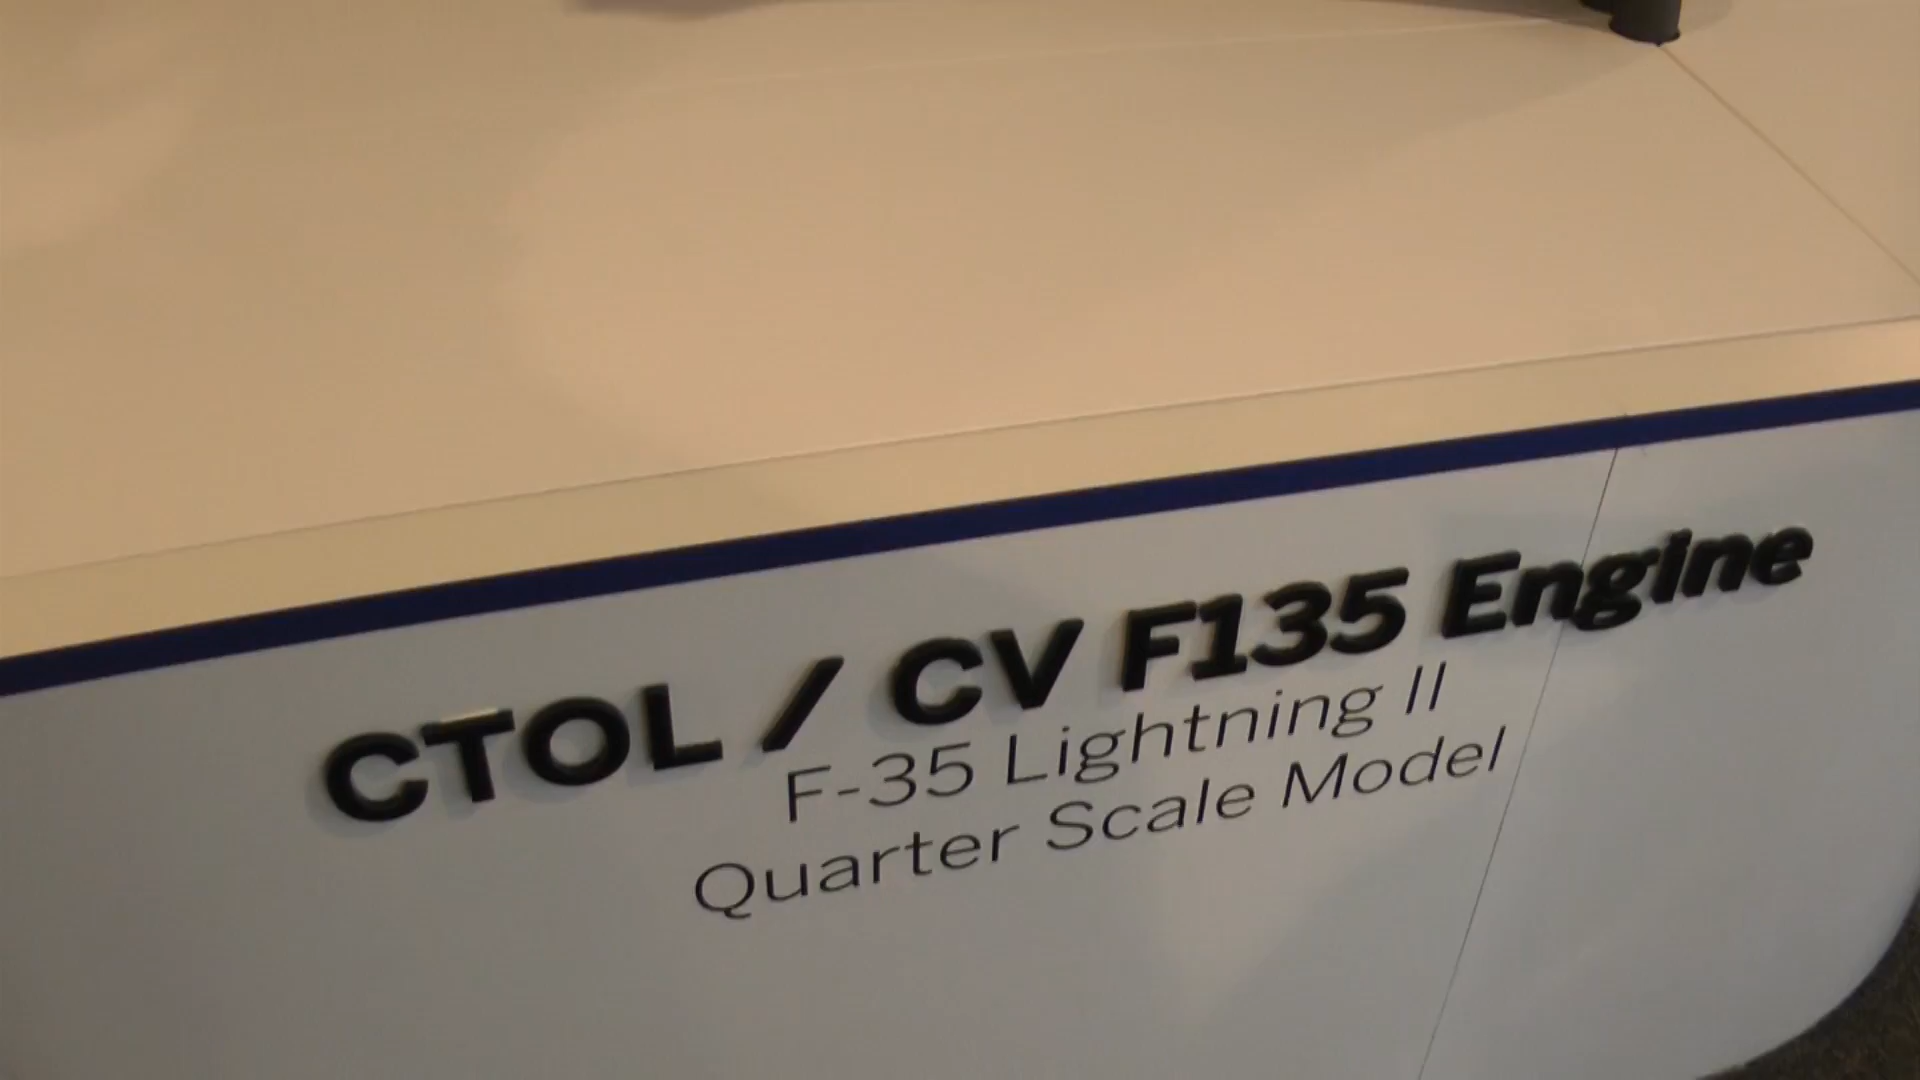 CTOL / CV F135 Engine
F-35 Lightning II
Quarter Scale Model